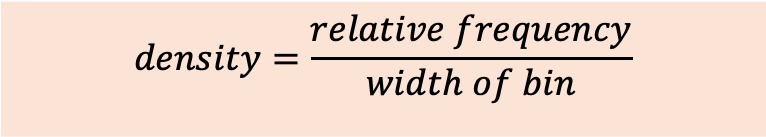 density = relative frequency / width of bin